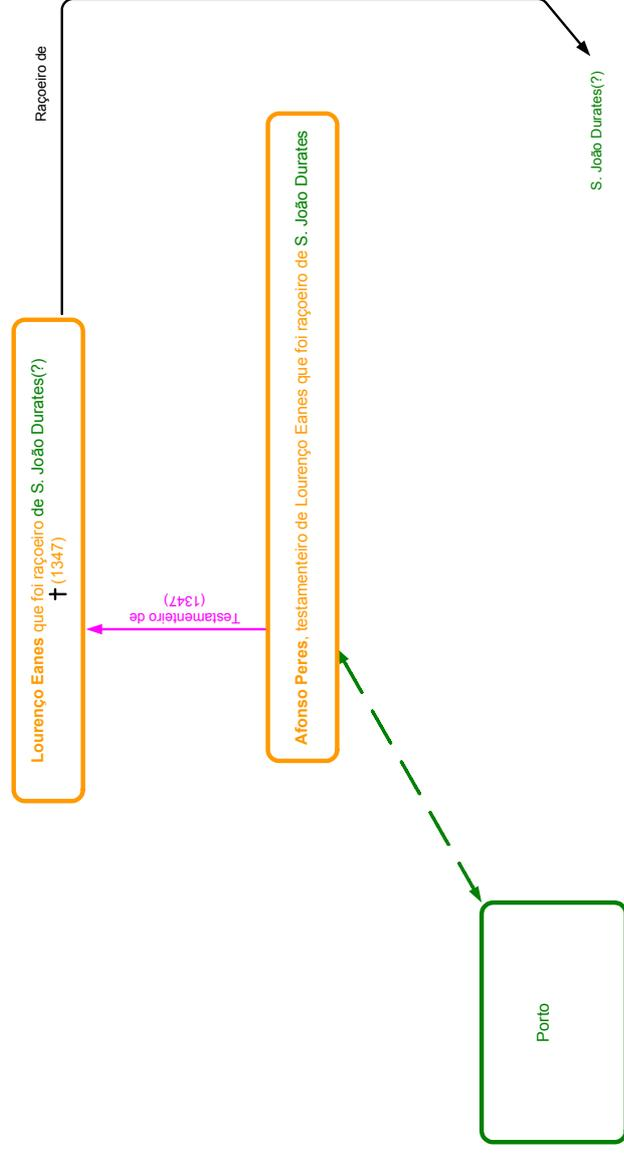 Raçoeiro de
Lourenço Eanes que foi raçoeiro de S. João Durates(?)
(1347)
Testamenteiro de
(1347)
Afonso Peres, testamenteiro de Lourenço Eanes que foi raçoeiro de S. João Durates
S. João Durates(?)
Porto